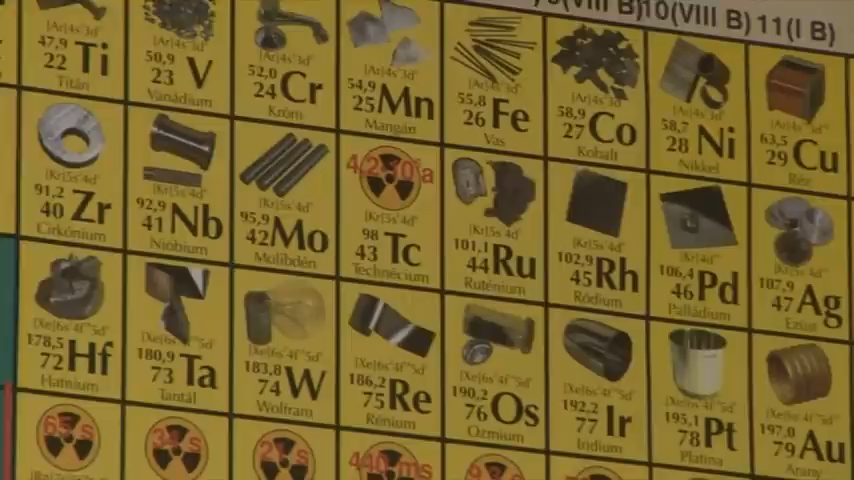 (VIII B) 10(VIII B) 11(I B)
47,9
22 Ti
Titán
50,9
23 V
Vanádium
52,0
24 Cr
Króm
54,9
25 Mn
Mangán
55,8
26 Fe
Vas
58,9
27 Co
Kobalt
58,7
28 Ni
Nikkel
63,5
29 Cu
Réz
91,2
40 Zr
Cirkónium
92,9
41 Nb
Nióbium
95,9
42 Mo
Molibdén
98
43 Tc
Technécium
101,1
44 Ru
Ruténium
102,9
45 Rh
Ródium
106,4
46 Pd
Palládium
107,9
47 Ag
Ezüst
178,5
72 Hf
Hafnium
180,9
73 Ta
Tantál
183,8
74 W
Wolfram
186,2
75 Re
Rénium
190,2
76 Os
Ozmium
192,2
77 Ir
Irídium
195,1
78 Pt
Platina
197,0
79 Au
Arany
440 ms